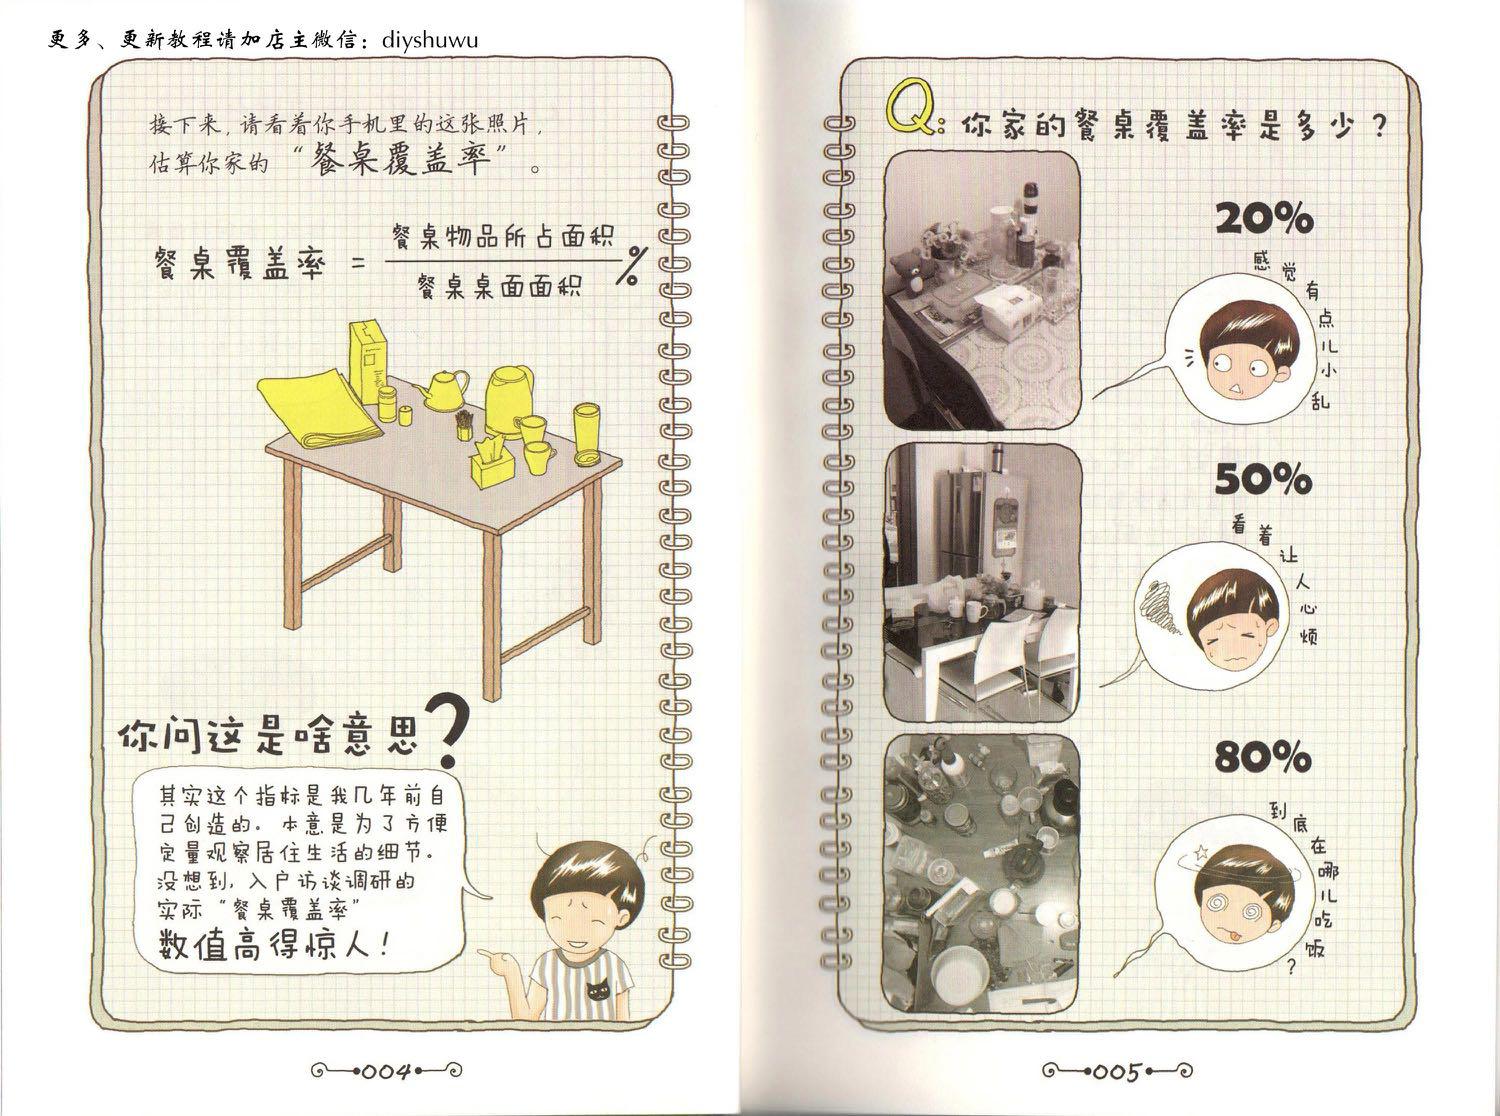 更多、更新教程请加店主微信：diyshuwu
接下来，请看着你手机里的这张照片，
估算你家的“餐桌覆盖率”。
餐桌覆盖率 = 餐桌物品所占面积
餐桌桌面面积 %
你问这是啥意思?
其实这个指标是我几年前自
己创造的。本意是为了方便
定量观察居住生活的细节。
没想到，入户访谈调研的
实际“餐桌覆盖率”
数值高得惊人！
004
Q：你家的餐桌覆盖率是多少？
20%
感觉有点儿小乱
50%
看着让人心烦
80%
到底在哪儿吃饭？
005